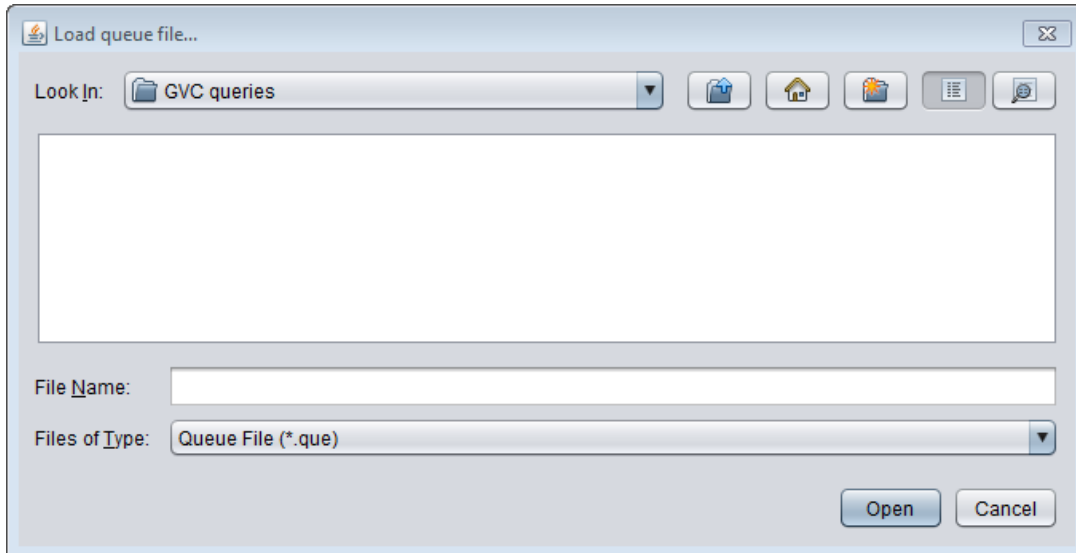 Load queue file...
Look In: GVC queries
File Name:
Files of Type: Queue File (*.que)
Open Cancel